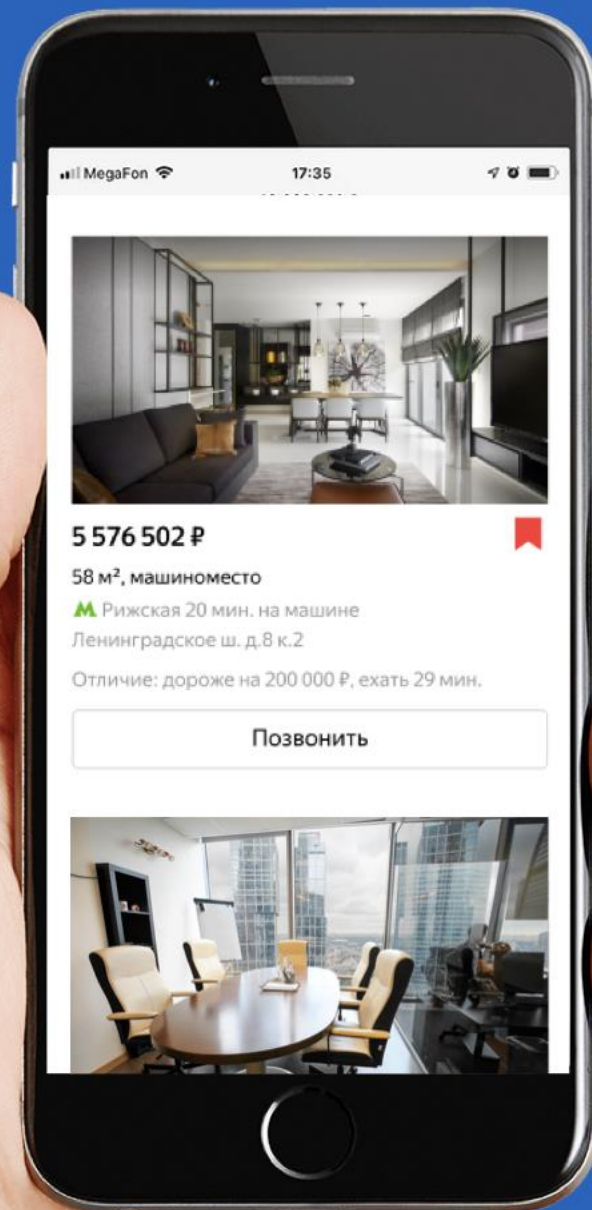 MegaFon
17:35
5 576 502 ₽
58 м², машиноместо
Рижская 20 мин. на машине
Ленинградское ш. д.8 к.2
Отличие: дороже на 200 000 ₽, ехать 29 мин.
Позвонить